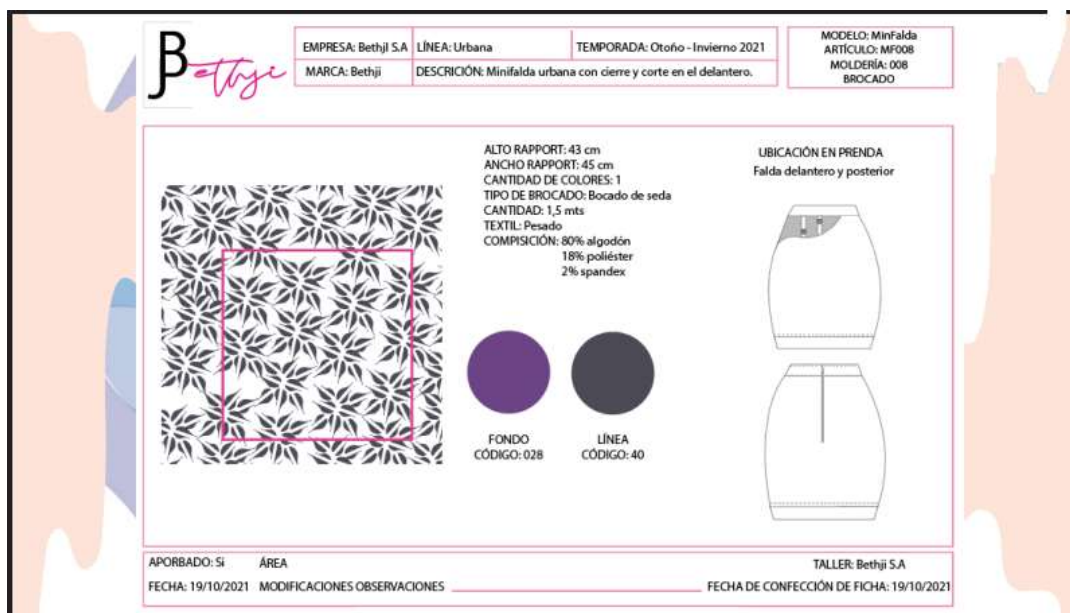 JB
Bethji
EMPRESA: Bethjl S.A
LÍNEA: Urbana
TEMPORADA: Otoño - Invierno 2021
MARCA: Bethji
DESCRICIÓN: Minifalda urbana con cierre y corte en el delantero.
MODELO: MinFalda
ARTÍCULO: MF008
MOLDERÍA: 008
BROCADO
ALTO RAPPORT: 43 cm
ANCHO RAPPORT: 45 cm
CANTIDAD DE COLORES: 1
TIPO DE BROCADO: Bocado de seda
CANTIDAD: 1,5 mts
TEXTIL: Pesado
COMPISICIÓN: 80% algodón
18% poliéster
2% spandex
UBICACIÓN EN PRENDA
Falda delantero y posterior
FONDO
CÓDIGO: 028
LÍNEA
CÓDIGO: 40
APORBADO: Si
ÁREA
TALLER: Bethji S.A
FECHA: 19/10/2021
MODIFICACIONES OBSERVACIONES
FECHA DE CONFECCIÓN DE FICHA: 19/10/2021